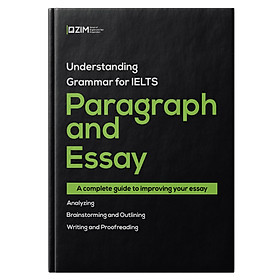 ZIM
Understanding
Grammar for IELTS
Paragraph
and
Essay
A complete guide to improving your essay
Analyzing
Brainstorming and Outlining
Writing and Proofreading